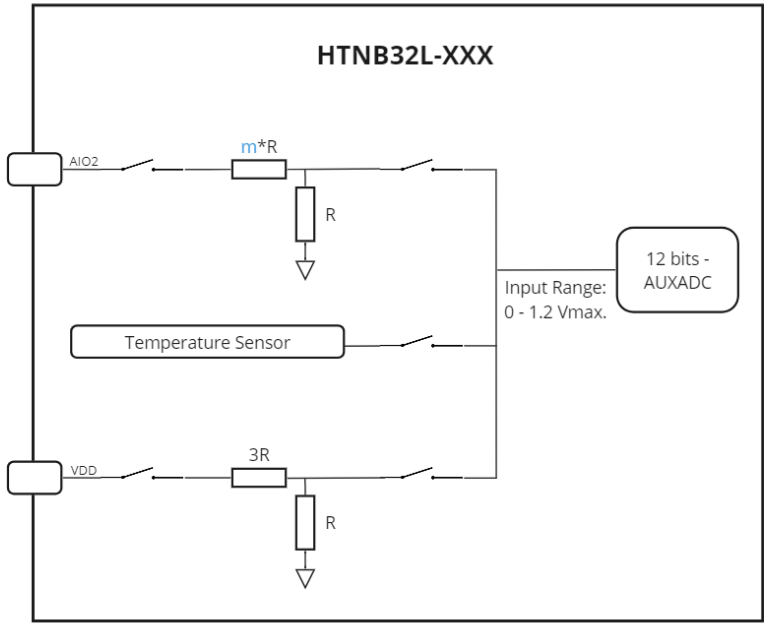 HTNB32L-XXX
AIO2
m*R
R
12 bits -
AUXADC
Input Range:
0 - 1.2 Vmax.
Temperature Sensor
VDD
3R
R